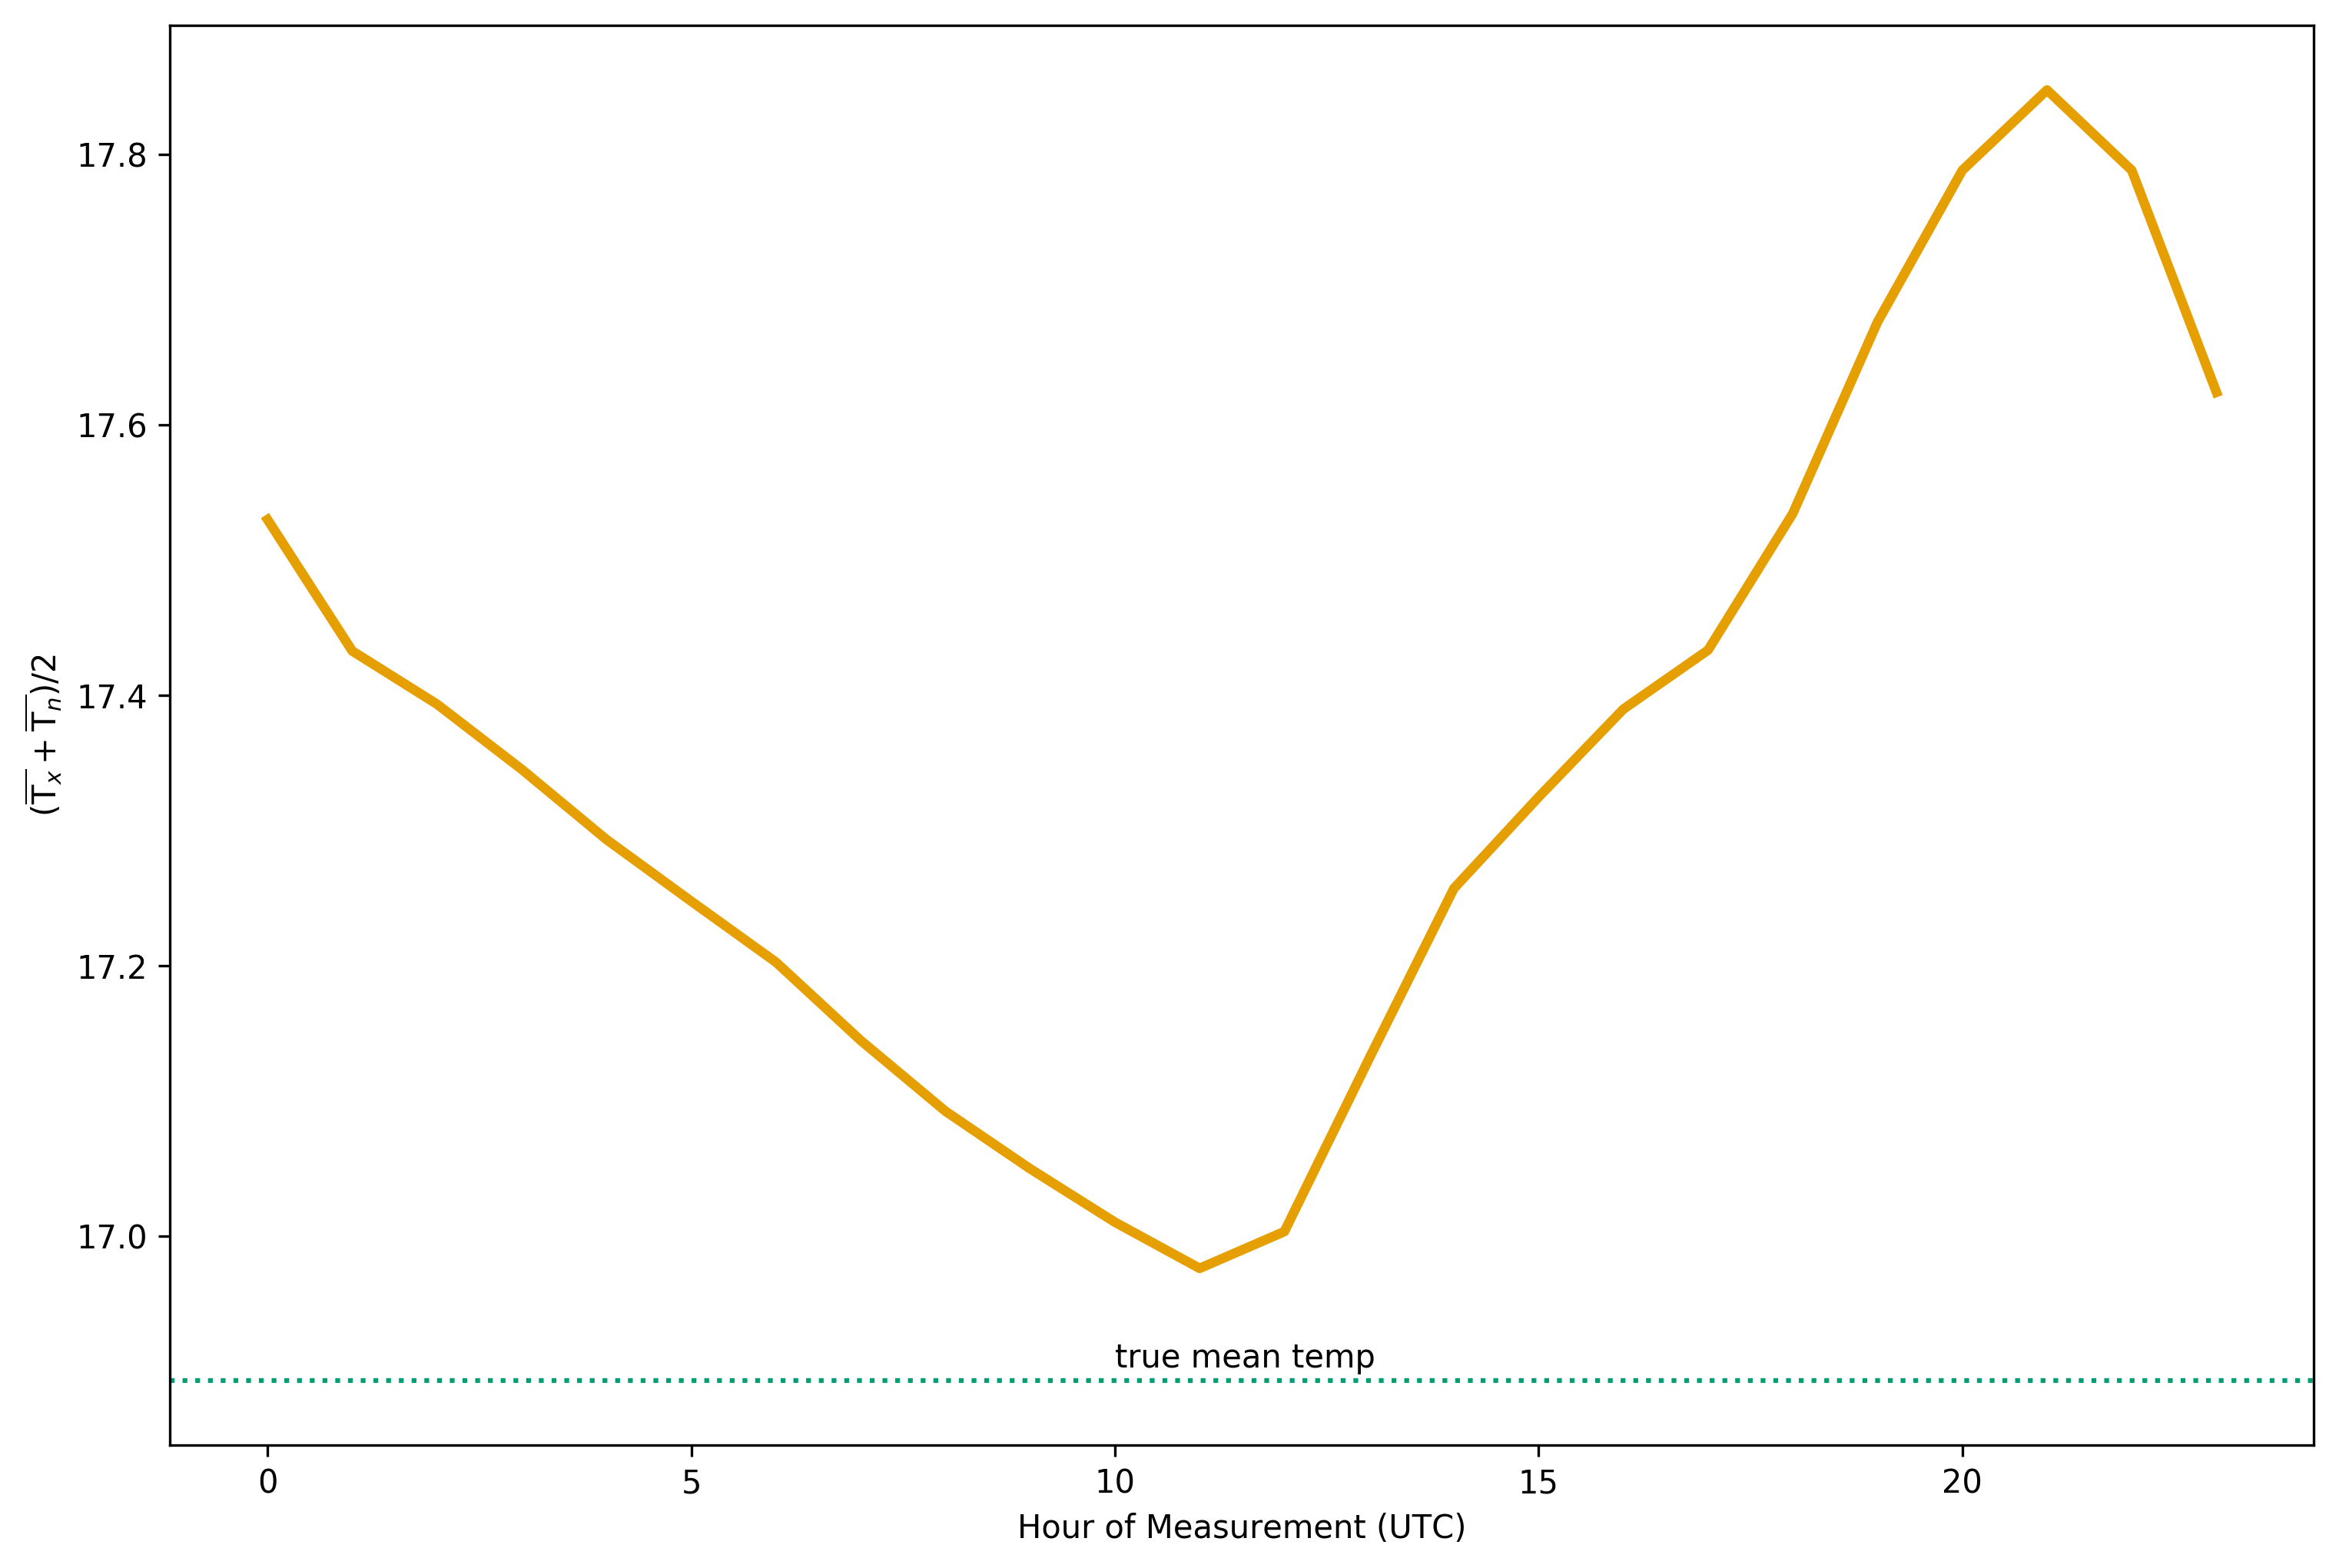 17.8
17.6
17.4
17.2
17.0
(T̅ₓ + T̅ₙ)/2
true mean temp
0 5 10 15 20
Hour of Measurement (UTC)